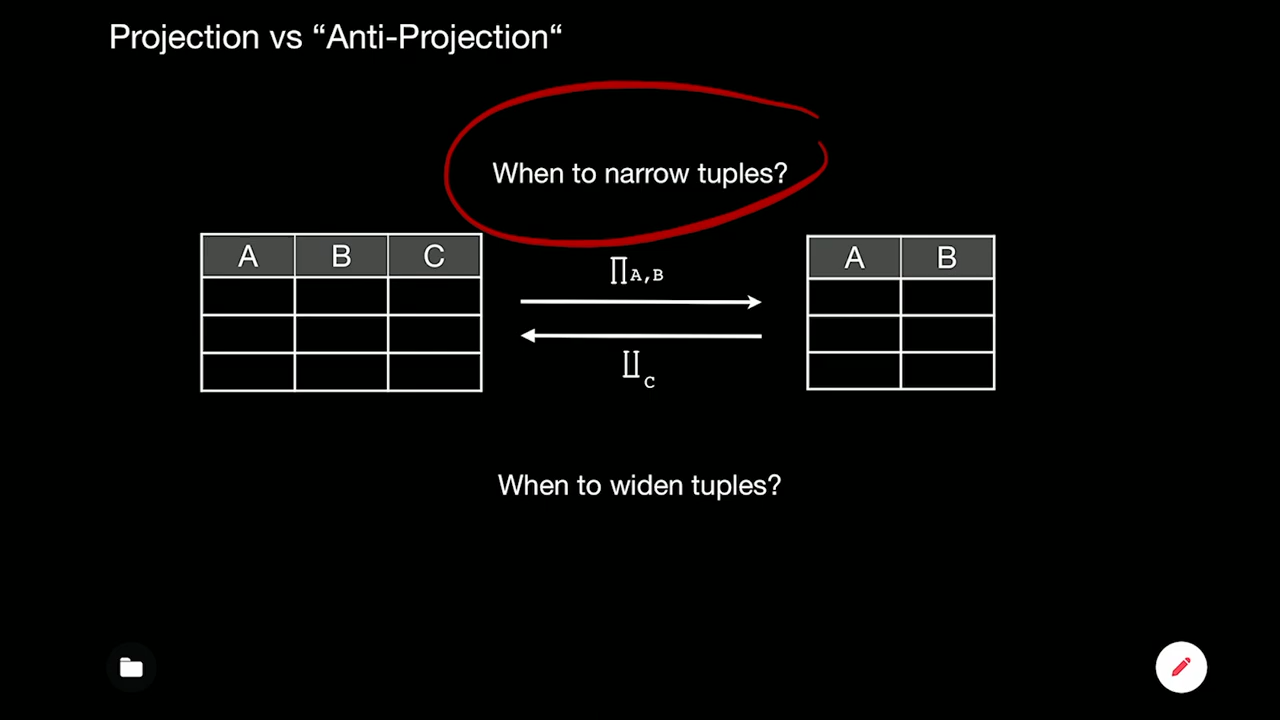 Projection vs “Anti-Projection“
When to narrow tuples?
A B C
∏A,B
∐C
A B
When to widen tuples?